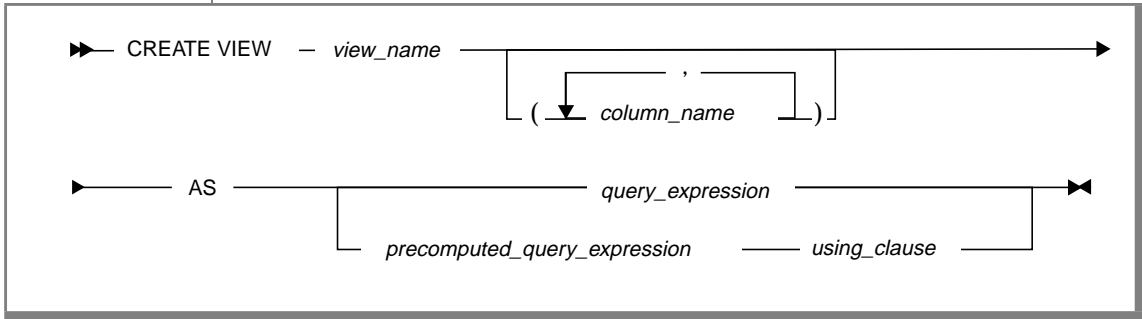 CREATE VIEW view_name
,
( column_name )
AS query_expression
precomputed_query_expression using_clause